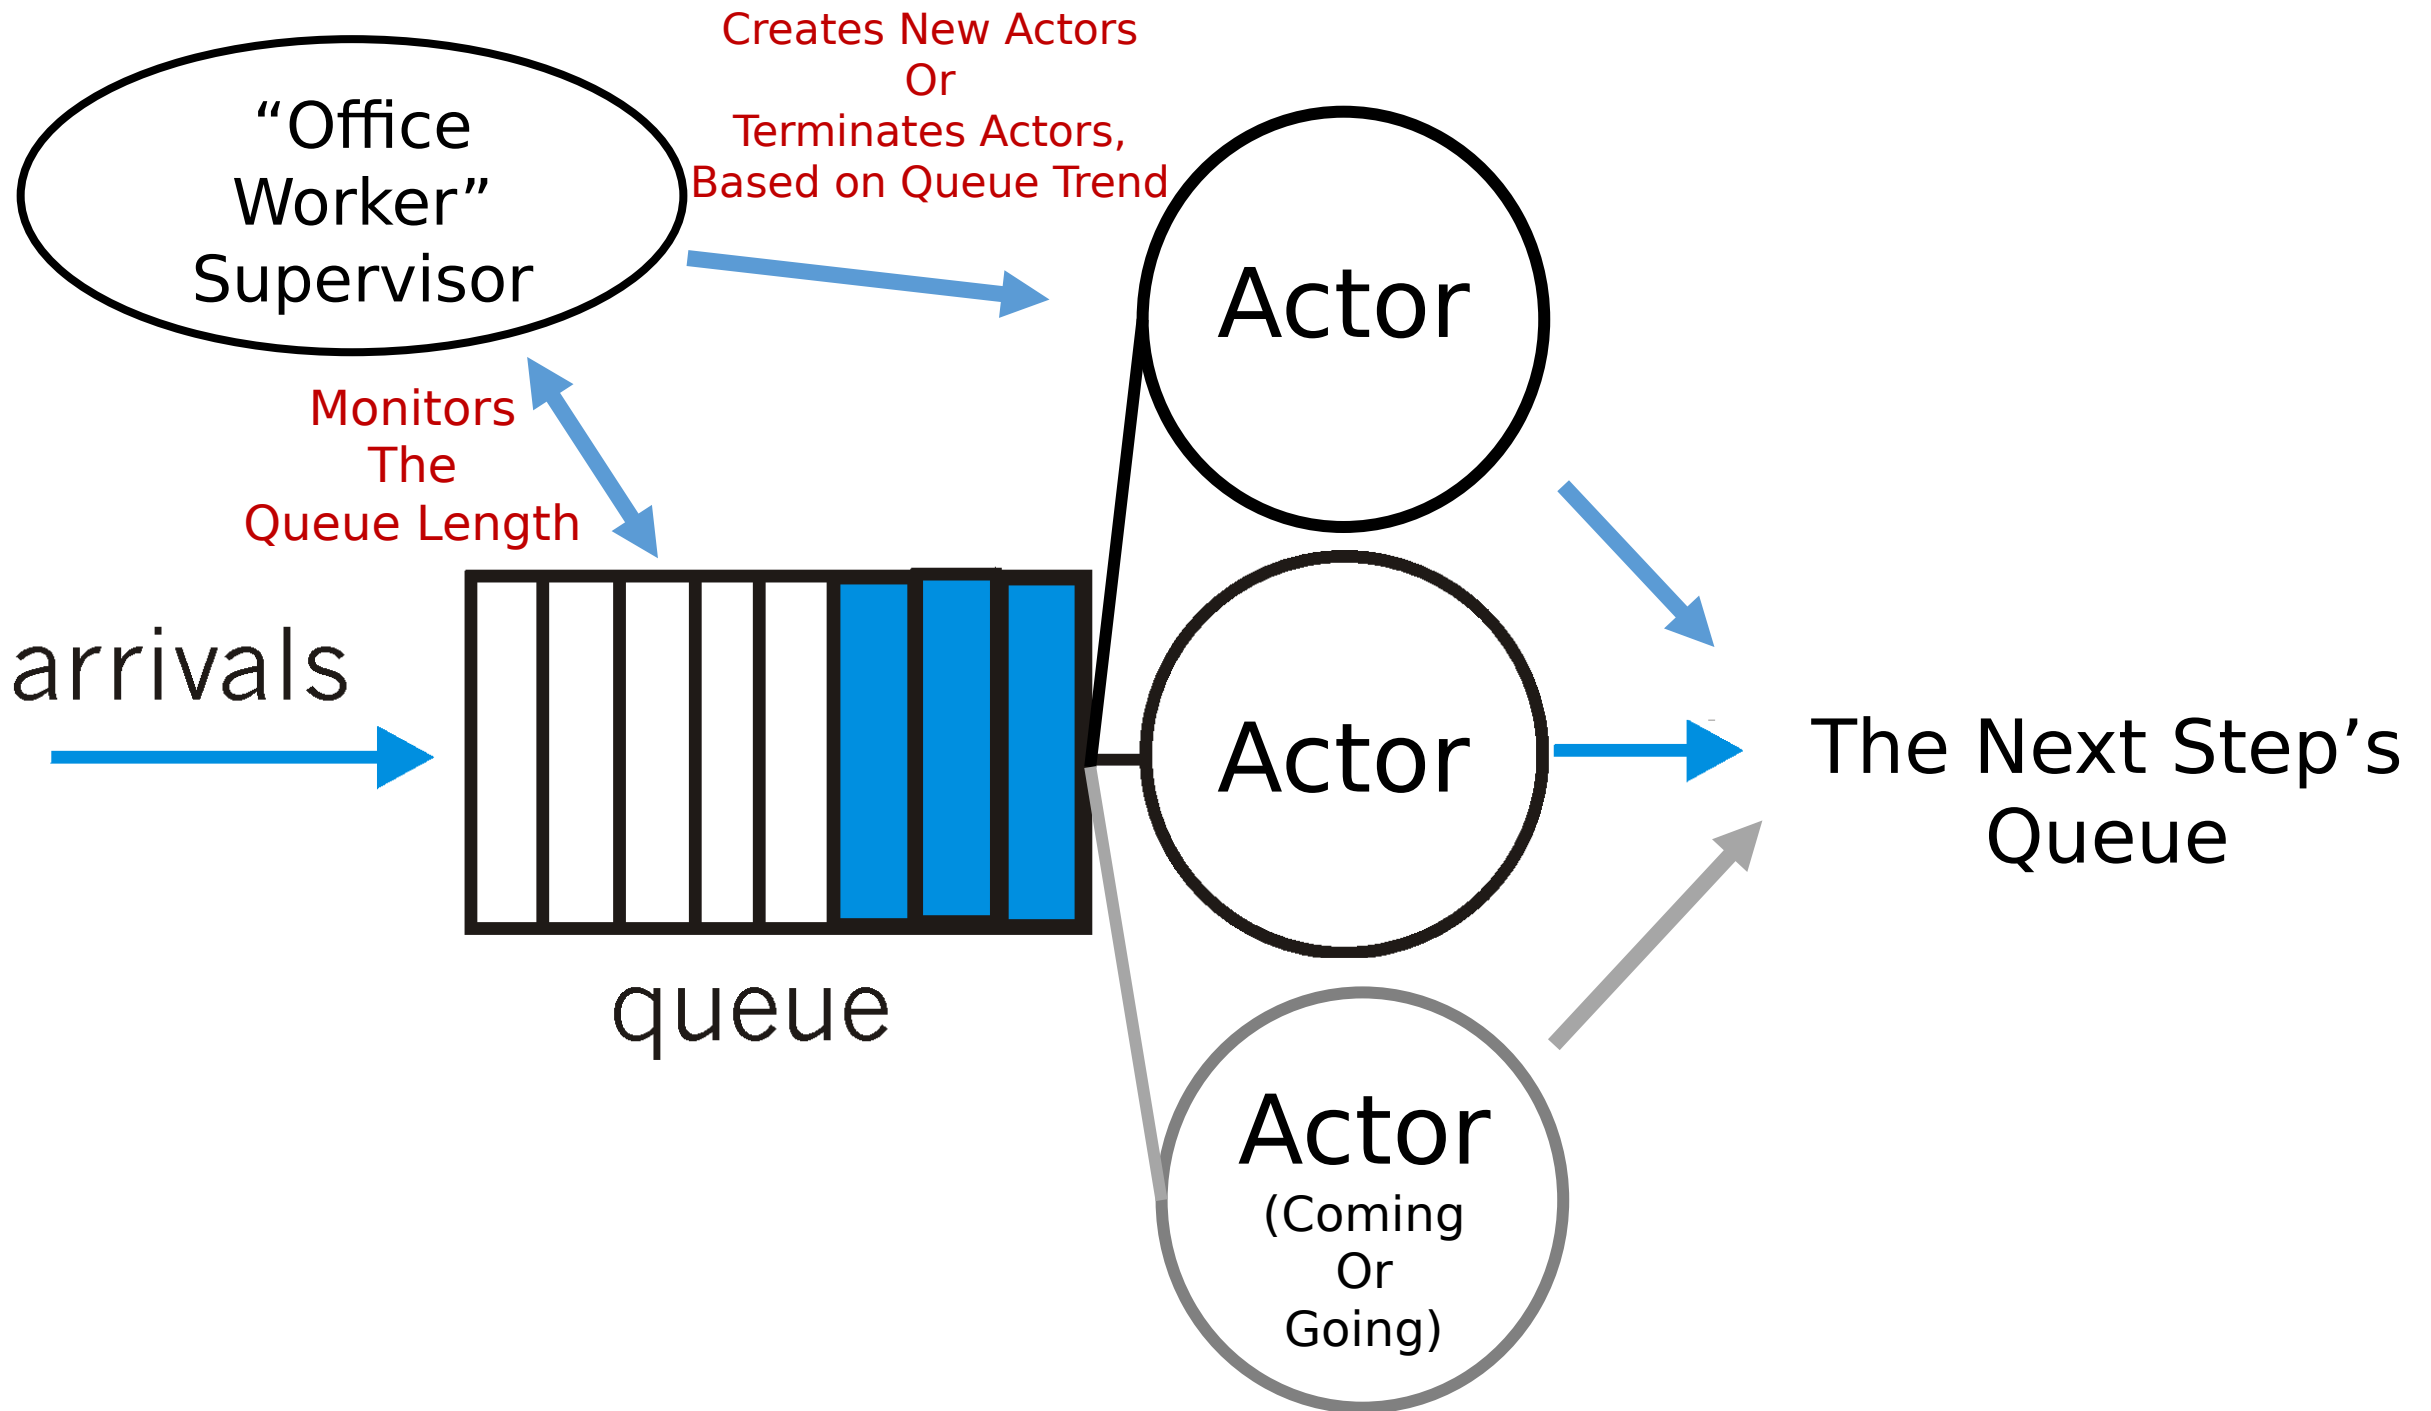 Creates New Actors
Or
Terminates Actors,
Based on Queue Trend
“Office
Worker”
Supervisor
Monitors
The
Queue Length
arrivals
queue
Actor
Actor
Actor
(Coming
Or
Going)
The Next Step’s
Queue